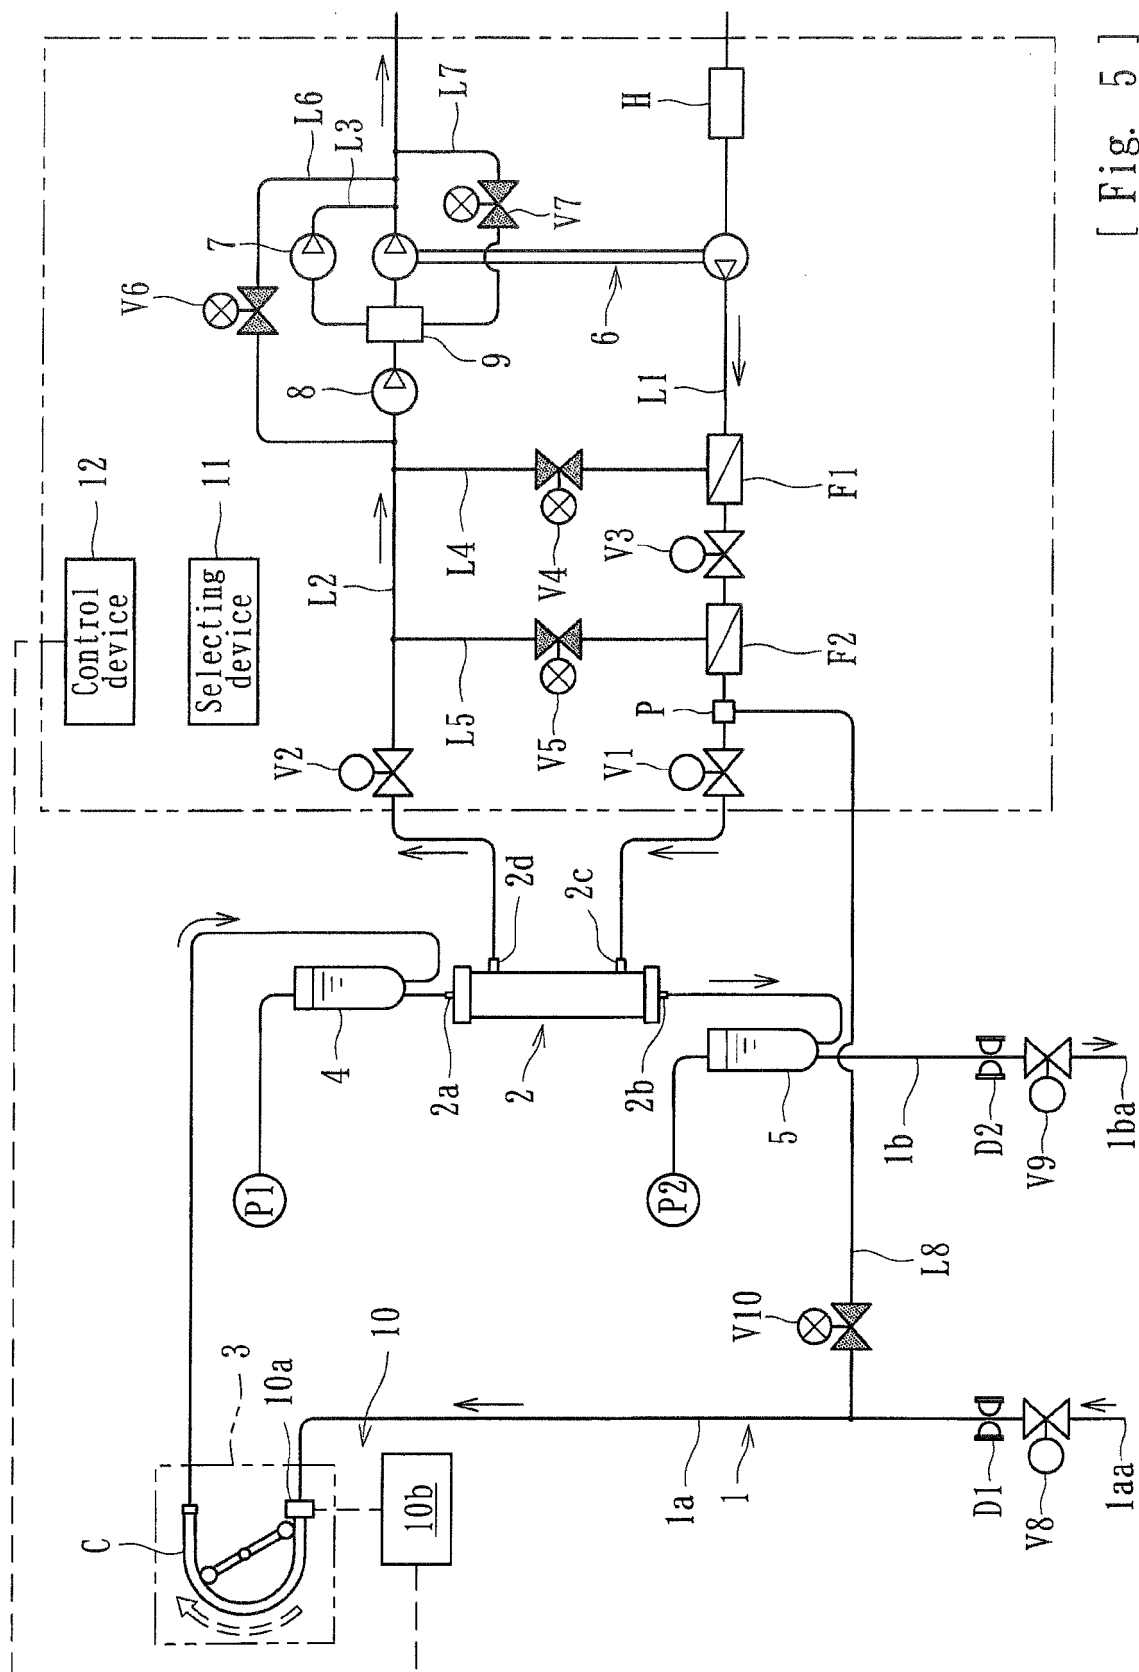 [Fig. 5]
12
Control
device
11
Selecting
device
L6
L3
L7
7
V6
V7
H
9
6
8
L1
L2
L4
V4
V3
F1
L5
V5
P
F2
V2
V1
2d
2c
4
2a
2
2b
5
P1
P2
1b
D2
V9
1ba
L8
V10
10
3
10a
C
10b
1a
1
D1
V8
1aa